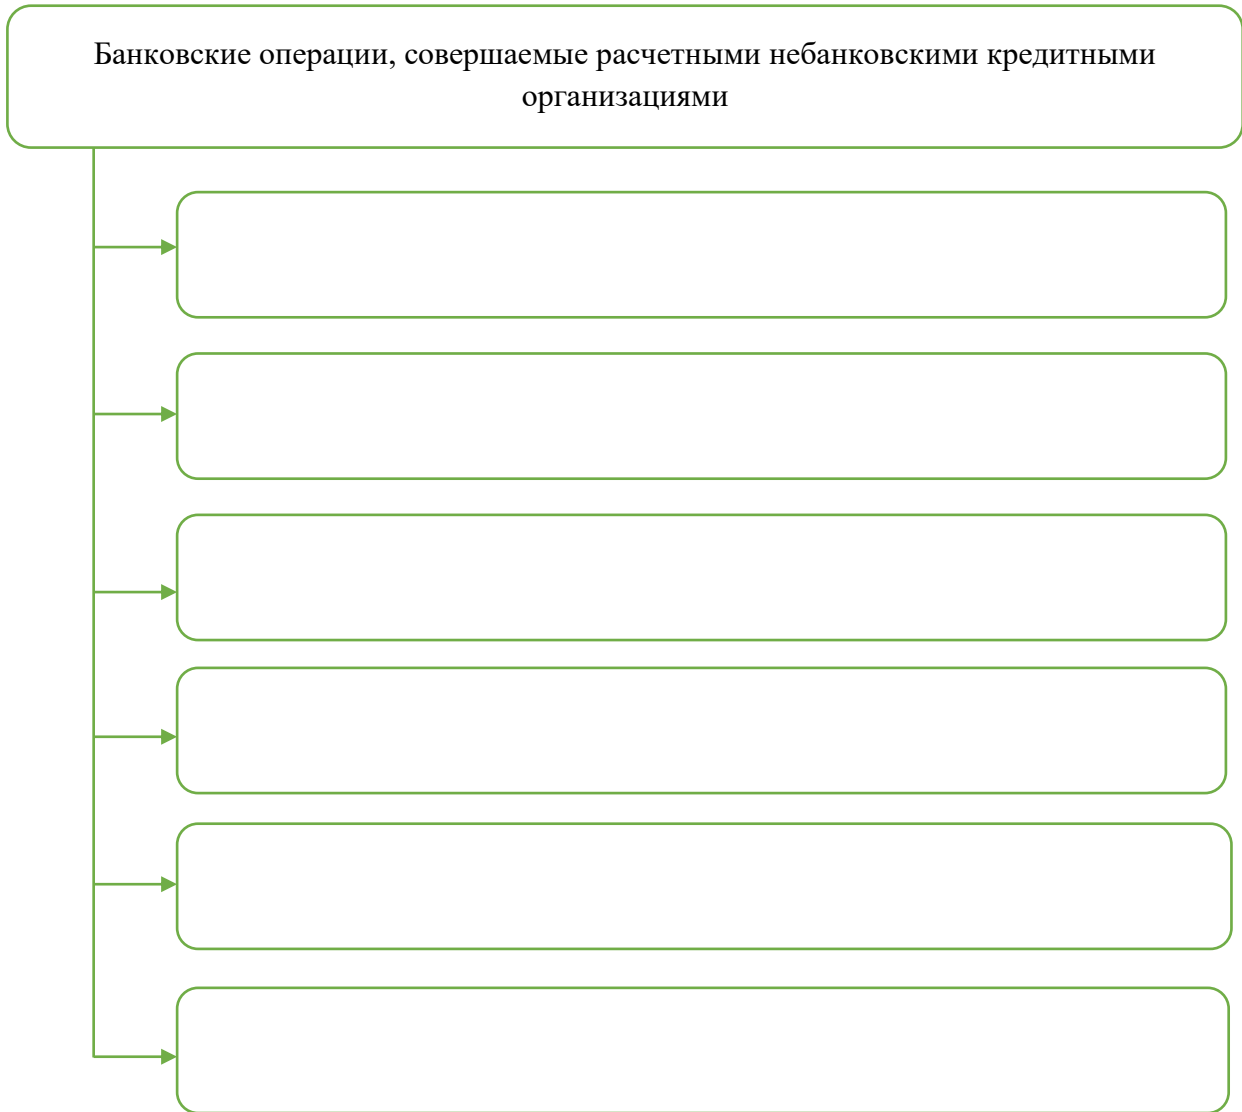 Банковские операции, совершаемые расчетными небанковскими кредитными
организациями